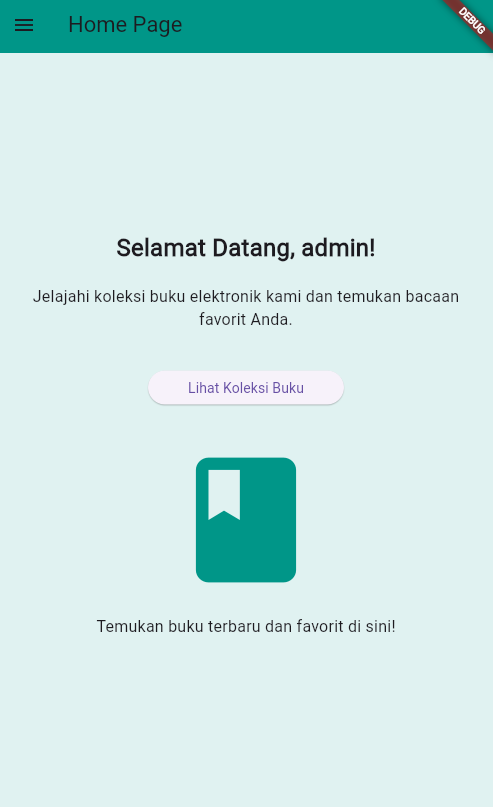 Home Page
DEBUG
Selamat Datang, admin!
Jelajahi koleksi buku elektronik kami dan temukan bacaan
favorit Anda.
Lihat Koleksi Buku
Temukan buku terbaru dan favorit di sini!